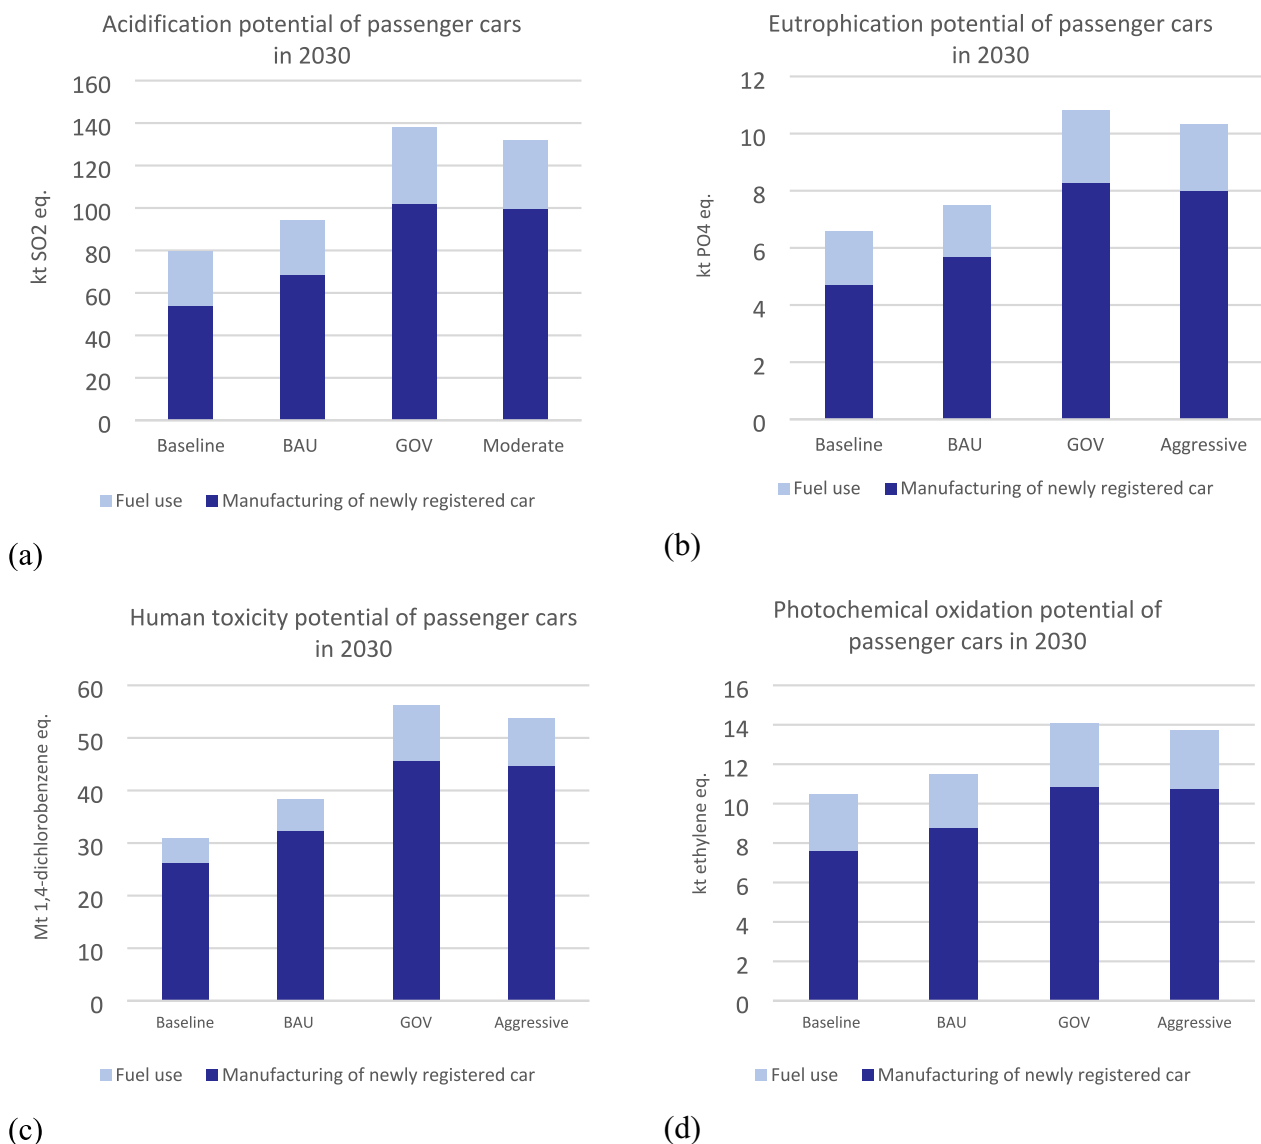 Acidification potential of passenger cars
in 2030
160
140
120
100
80
60
40
20
0
kt SO2 eq.
Baseline BAU GOV Moderate
Fuel use Manufacturing of newly registered car
(a)
Eutrophication potential of passenger cars
in 2030
12
10
8
6
4
2
0
kt PO4 eq.
Baseline BAU GOV Aggressive
Fuel use Manufacturing of newly registered car
(b)
Human toxicity potential of passenger cars
in 2030
60
50
40
30
20
10
0
Mt 1,4-dichlorobenzene eq.
Baseline BAU GOV Aggressive
Fuel use Manufacturing of newly registered car
(c)
Photochemical oxidation potential of
passenger cars in 2030
16
14
12
10
8
6
4
2
0
kt ethylene eq.
Baseline BAU GOV Aggressive
Fuel use Manufacturing of newly registered car
(d)